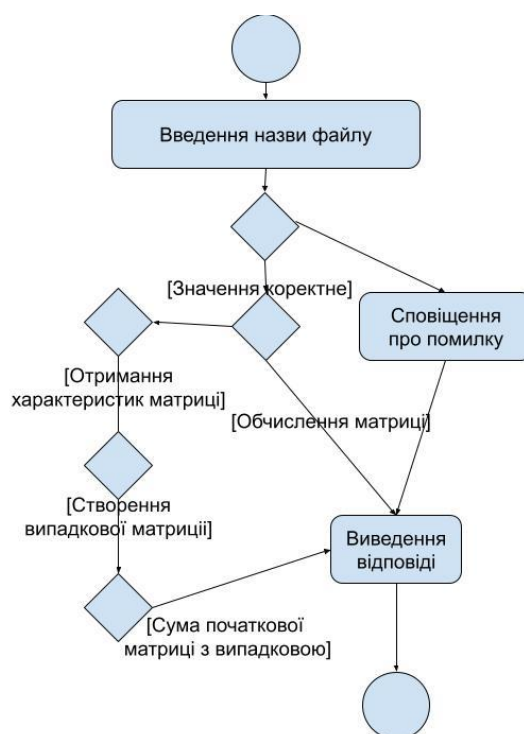 Введення назви файлу
[Значення коректне]
Сповіщення
про помилку
[Отримання
характеристик матриці]
[Обчислення матриці]
[Створення
випадкової матриціі]
Виведення
відповіді
[Сума початкової
матриці з випадковою]